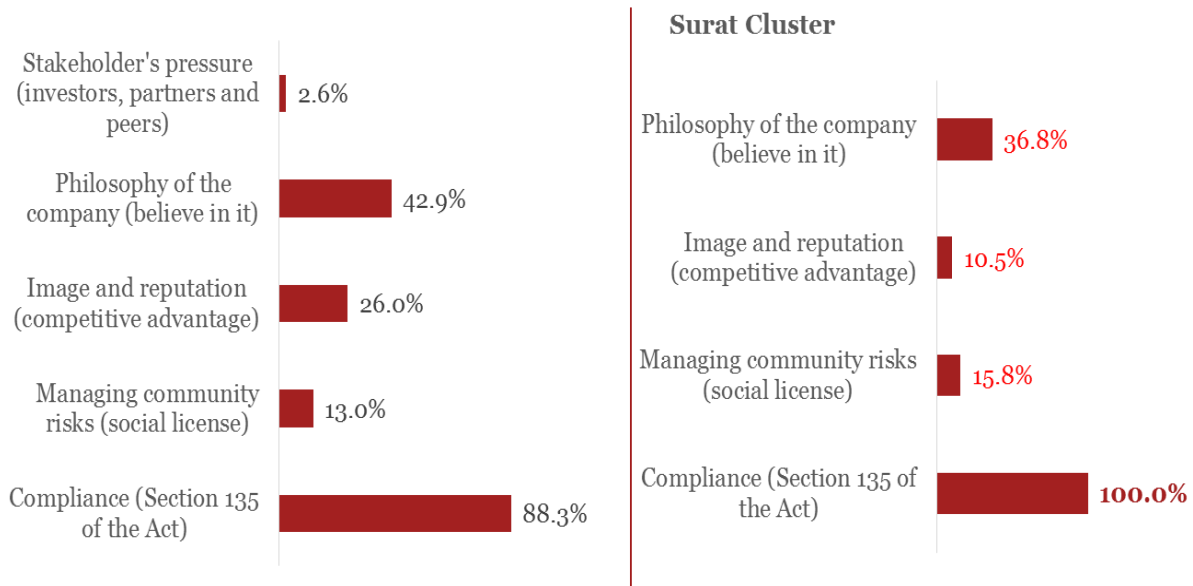 Stakeholder's pressure
(investors, partners and
peers)
2.6%
Philosophy of the
company (believe in it)
42.9%
Image and reputation
(competitive advantage)
26.0%
Managing community
risks (social license)
13.0%
Compliance (Section 135
of the Act)
88.3%
Surat Cluster
Philosophy of the company
(believe in it)
36.8%
Image and reputation
(competitive advantage)
10.5%
Managing community risks
(social license)
15.8%
Compliance (Section 135 of
the Act)
100.0%